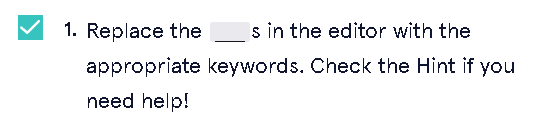 1. Replace the ___s in the editor with the
appropriate keywords. Check the Hint if you
need help!